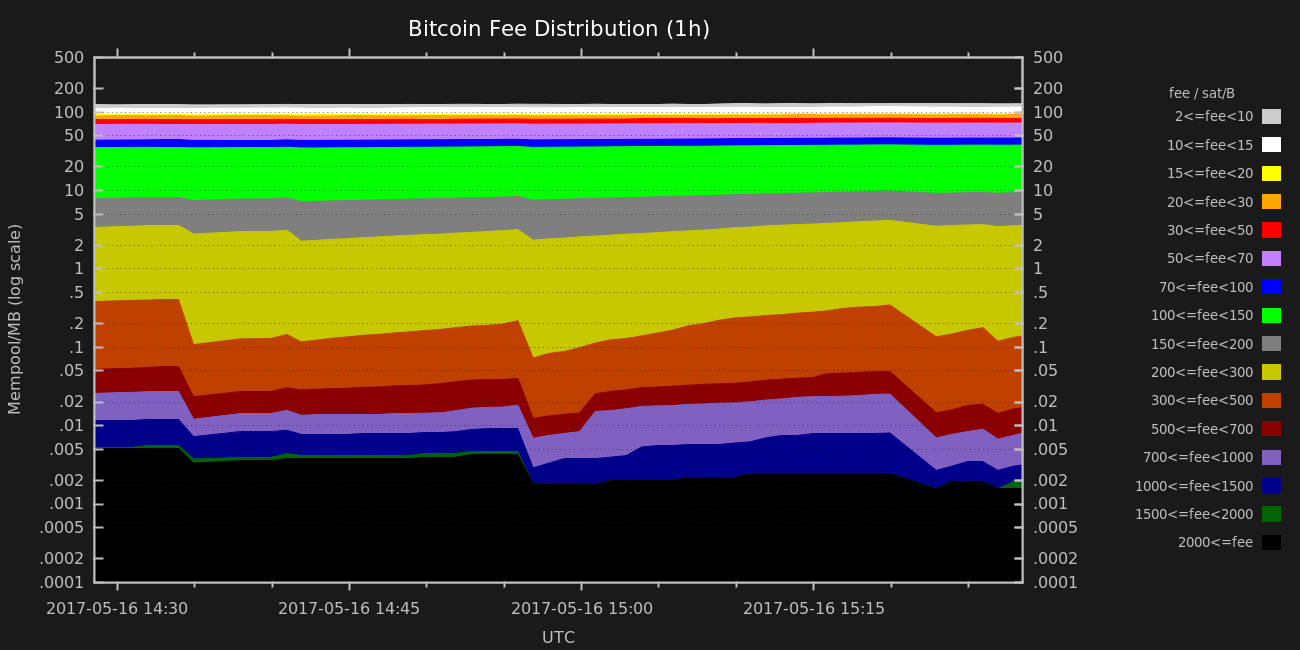 Bitcoin Fee Distribution (1h)
500
200
100
50
20
10
5
2
1
.5
.2
.1
.05
.02
.01
.005
.002
.001
.0005
.0002
.0001
Mempool/MB (log scale)
500
200
100
50
20
10
5
2
1
.5
.2
.1
.05
.02
.01
.005
.002
.001
.0005
.0002
.0001
2017-05-16 14:30
2017-05-16 14:45
2017-05-16 15:00
2017-05-16 15:15
UTC
fee / sat/B
2<=fee<10
10<=fee<15
15<=fee<20
20<=fee<30
30<=fee<50
50<=fee<70
70<=fee<100
100<=fee<150
150<=fee<200
200<=fee<300
300<=fee<500
500<=fee<700
700<=fee<1000
1000<=fee<1500
1500<=fee<2000
2000<=fee